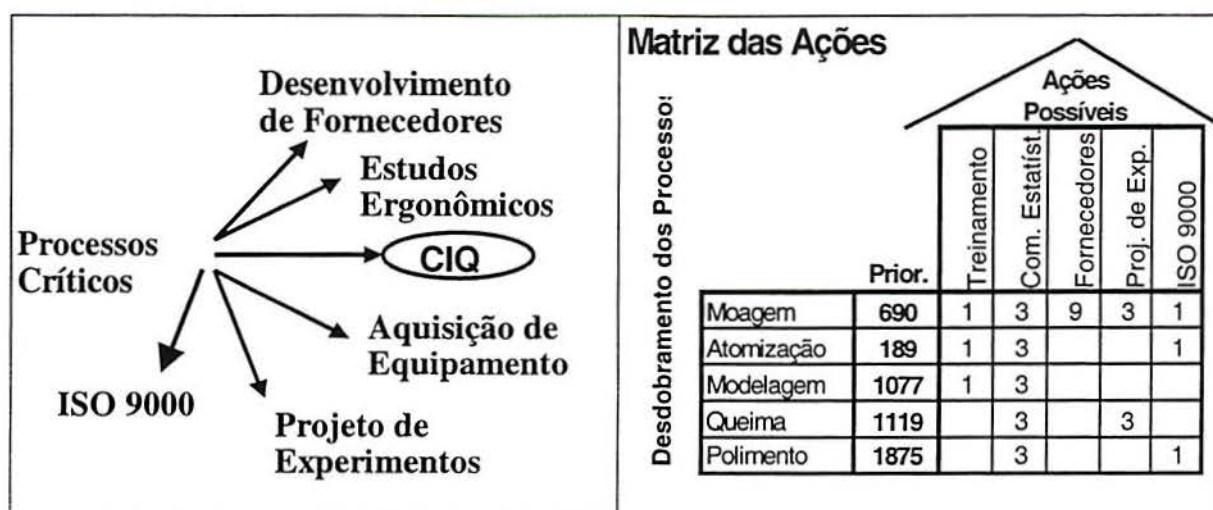 Desenvolvimento
de Fornecedores
Estudos
Ergonômicos
Processos
Críticos
CIQ
Aquisição de
Equipamento
ISO 9000
Projeto de
Experimentos
Matriz das Ações
Ações
Possíveis
Desdobramento dos Processo
Prior.
Treinamento
Com. Estatíst.
Fornecedores
Proj. de Exp.
ISO 9000
Moagem 690 1 3 9 3 1
Atomização 189 1 3 1
Modelagem 1077 1 3
Queima 1119 3 3
Polimento 1875 3 1